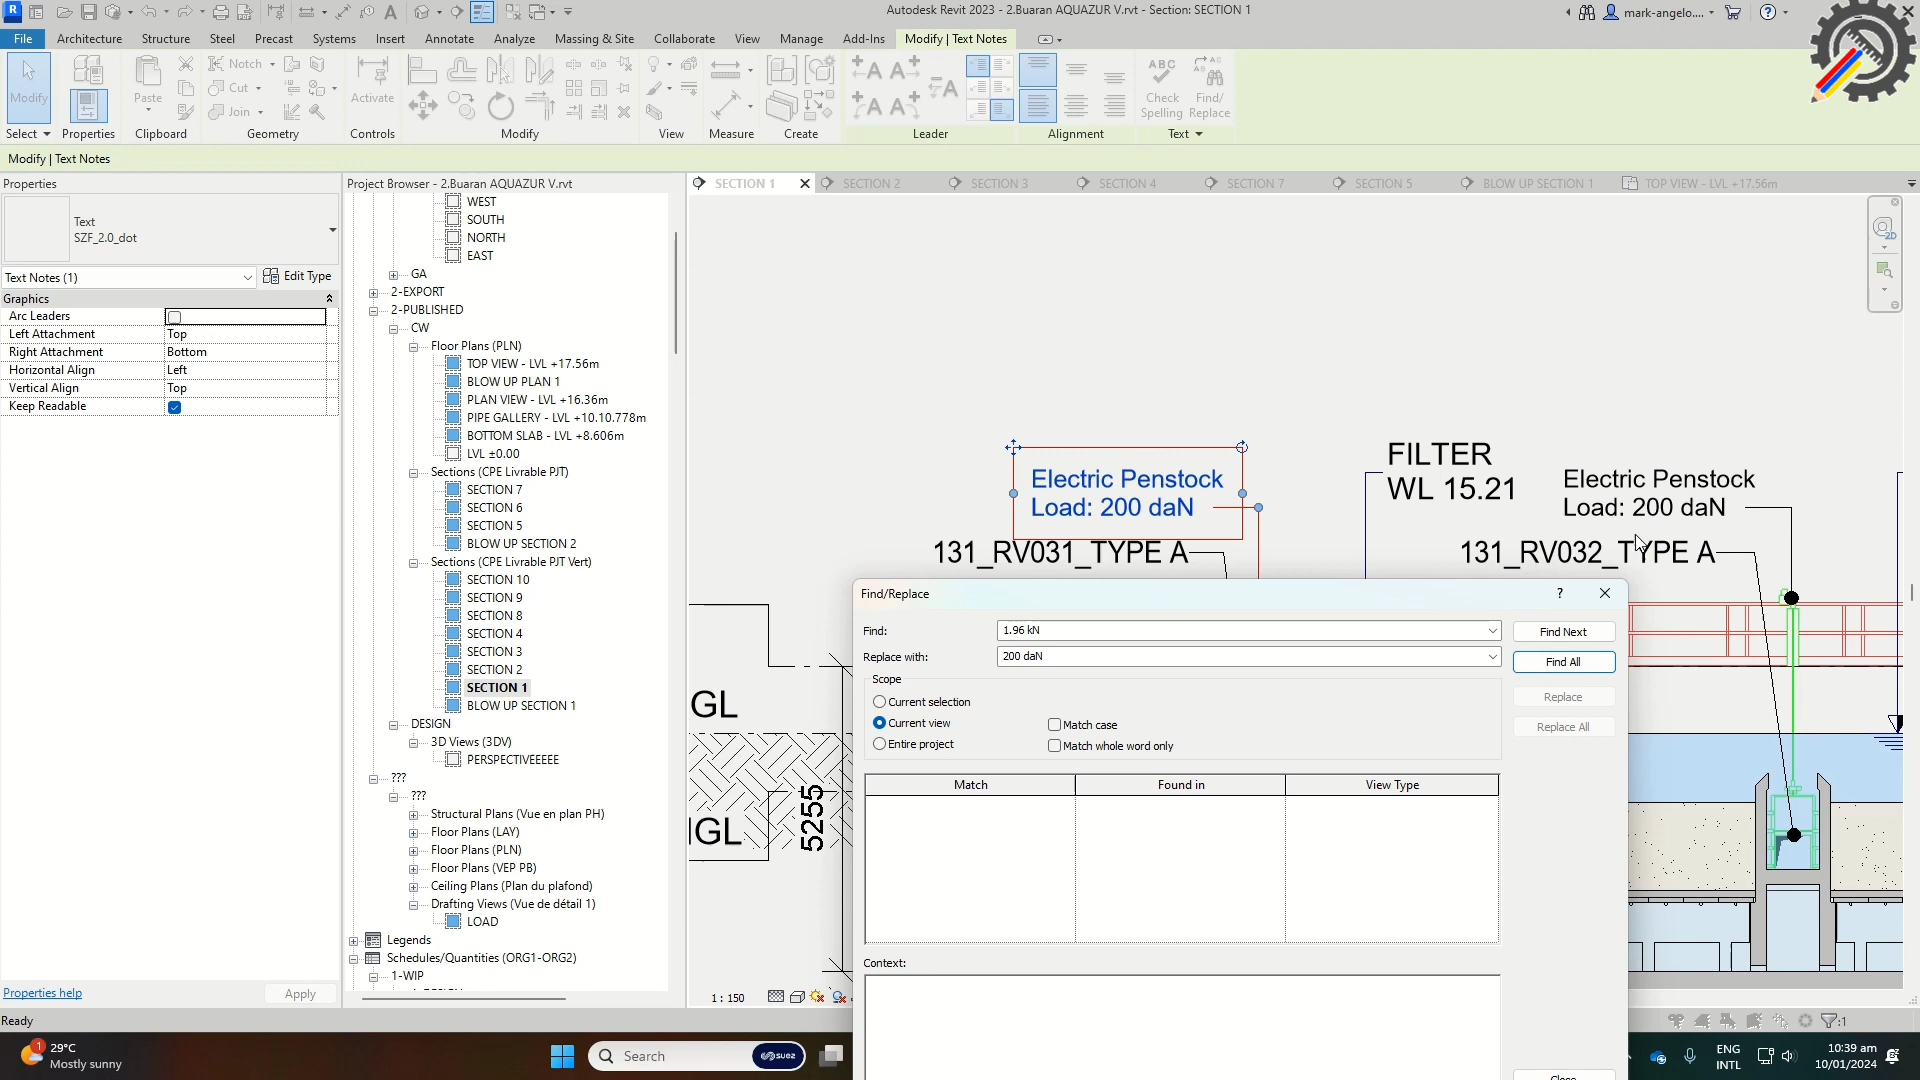 Autodesk Revit 2023 - 2.Buaran AQUAZUR V.rvt - Section: SECTION 1
mark-angelo....
File
Architecture
Structure
Steel
Precast
Systems
Insert
Annotate
Analyze
Massing & Site
Collaborate
View
Manage
Add-Ins
Modify | Text Notes
Modify
Paste
Notch
Cut
Join
Activate
Check Spelling
Find/ Replace
Select
Properties
Clipboard
Geometry
Controls
Modify
View
Measure
Create
Leader
Alignment
Text
Modify | Text Notes
Properties
Text
SZF_2.0_dot
Text Notes (1)
Edit Type
Graphics
Arc Leaders
Left Attachment Top
Right Attachment Bottom
Horizontal Align Left
Vertical Align Top
Keep Readable
Properties help
Apply
Ready
Project Browser - 2.Buaran AQUAZUR V.rvt
WEST
SOUTH
NORTH
EAST
GA
2-EXPORT
2-PUBLISHED
CW
Floor Plans (PLN)
TOP VIEW - LVL +17.56m
BLOW UP PLAN 1
PLAN VIEW - LVL +16.36m
PIPE GALLERY - LVL +10.10.778m
BOTTOM SLAB - LVL +8.606m
LVL ±0.00
Sections (CPE Livrable PJT)
SECTION 7
SECTION 6
SECTION 5
BLOW UP SECTION 2
Sections (CPE Livrable PJT Vert)
SECTION 10
SECTION 9
SECTION 8
SECTION 4
SECTION 3
SECTION 2
SECTION 1
BLOW UP SECTION 1
DESIGN
3D Views (3DV)
PERSPECTIVEEEEE
???
???
Structural Plans (Vue en plan PH)
Floor Plans (LAY)
Floor Plans (PLN)
Floor Plans (VEP PB)
Ceiling Plans (Plan du plafond)
Drafting Views (Vue de détail 1)
LOAD
Legends
Schedules/Quantities (ORG1-ORG2)
1-WIP
SECTION 1
SECTION 2
SECTION 3
SECTION 4
SECTION 7
SECTION 5
BLOW UP SECTION 1
TOP VIEW - LVL +17.56m
2D
Electric Penstock
Load: 200 daN
131_RV031_TYPE A
FILTER
WL 15.21
Electric Penstock
Load: 200 daN
131_RV032_TYPE A
GL
GL
5255
1 : 150
Find/Replace
Find:
1.96 kN
Find Next
Replace with:
200 daN
Find All
Scope
Current selection
Current view
Entire project
Match case
Match whole word only
Replace
Replace All
Match
Found in
View Type
Context:
Close
:1
1
29°C
Mostly sunny
Search
suez
ENG
INTL
10:39 am
10/01/2024